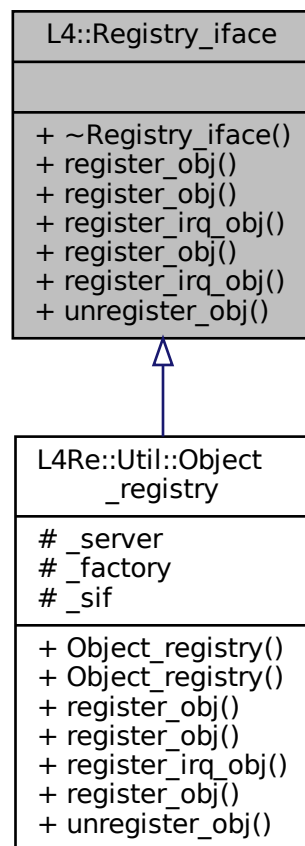 L4::Registry_iface
+ ~Registry_iface()
+ register_obj()
+ register_obj()
+ register_irq_obj()
+ register_obj()
+ register_irq_obj()
+ unregister_obj()
L4Re::Util::Object
_registry
# _server
# _factory
# _sif
+ Object_registry()
+ Object_registry()
+ register_obj()
+ register_obj()
+ register_irq_obj()
+ register_obj()
+ unregister_obj()